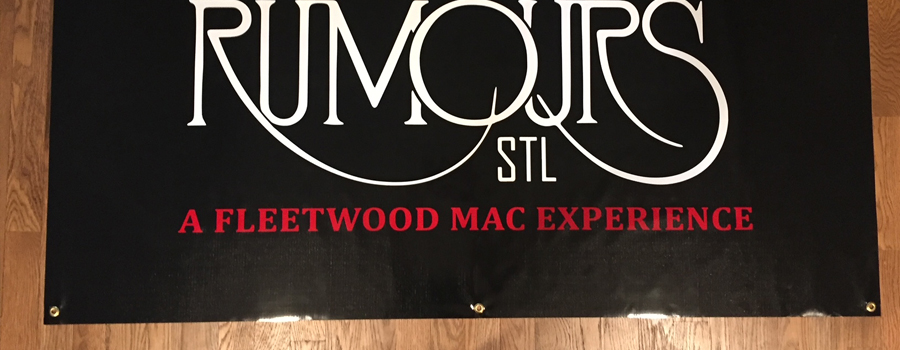 RUMOURS
STL
A FLEETWOOD MAC EXPERIENCE